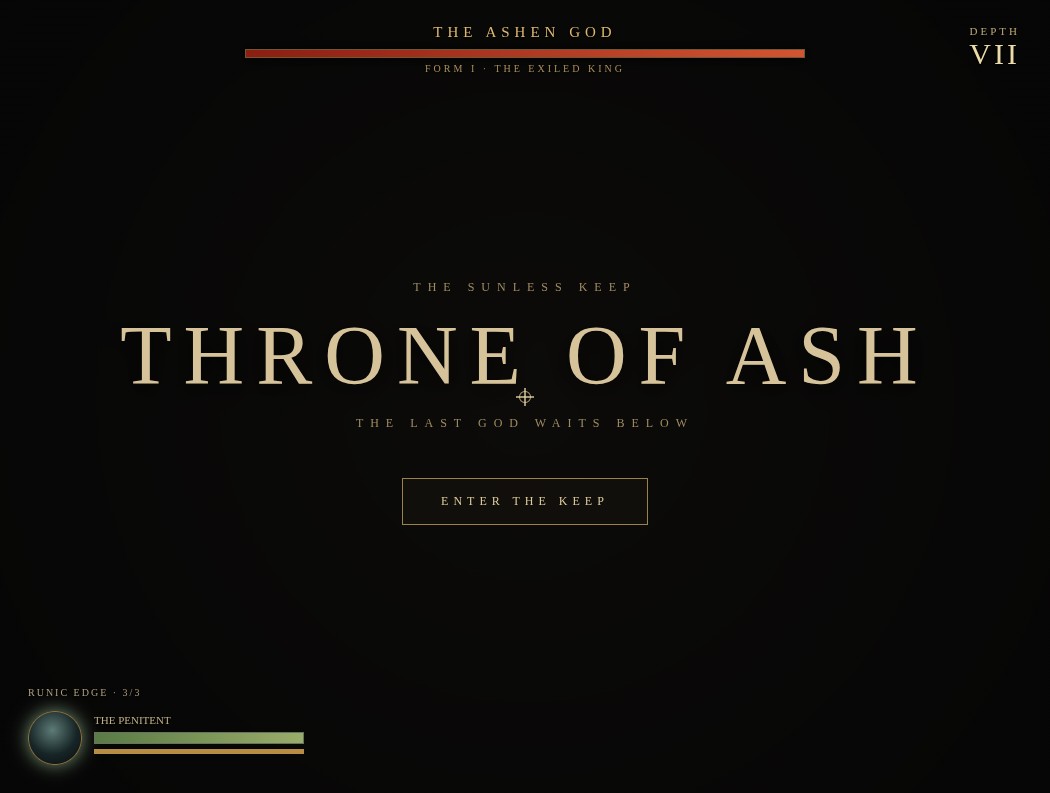 THE ASHEN GOD
FORM I · THE EXILED KING
DEPTH
VII
THE SUNLESS KEEP
THRONE OF ASH
THE LAST GOD WAITS BELOW
ENTER THE KEEP
RUNIC EDGE · 3/3
THE PENITENT